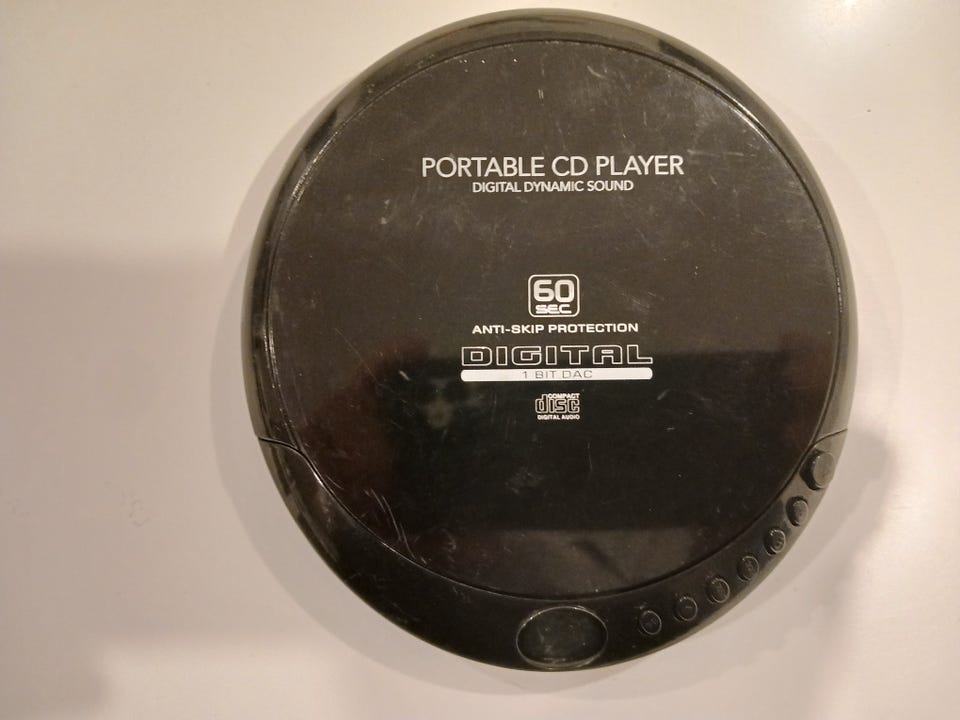 PORTABLE CD PLAYER
DIGITAL DYNAMIC SOUND
60
SEC
ANTI-SKIP PROTECTION
DIGITAL
1 BIT DAC
COMPACT
disc
DIGITAL AUDIO